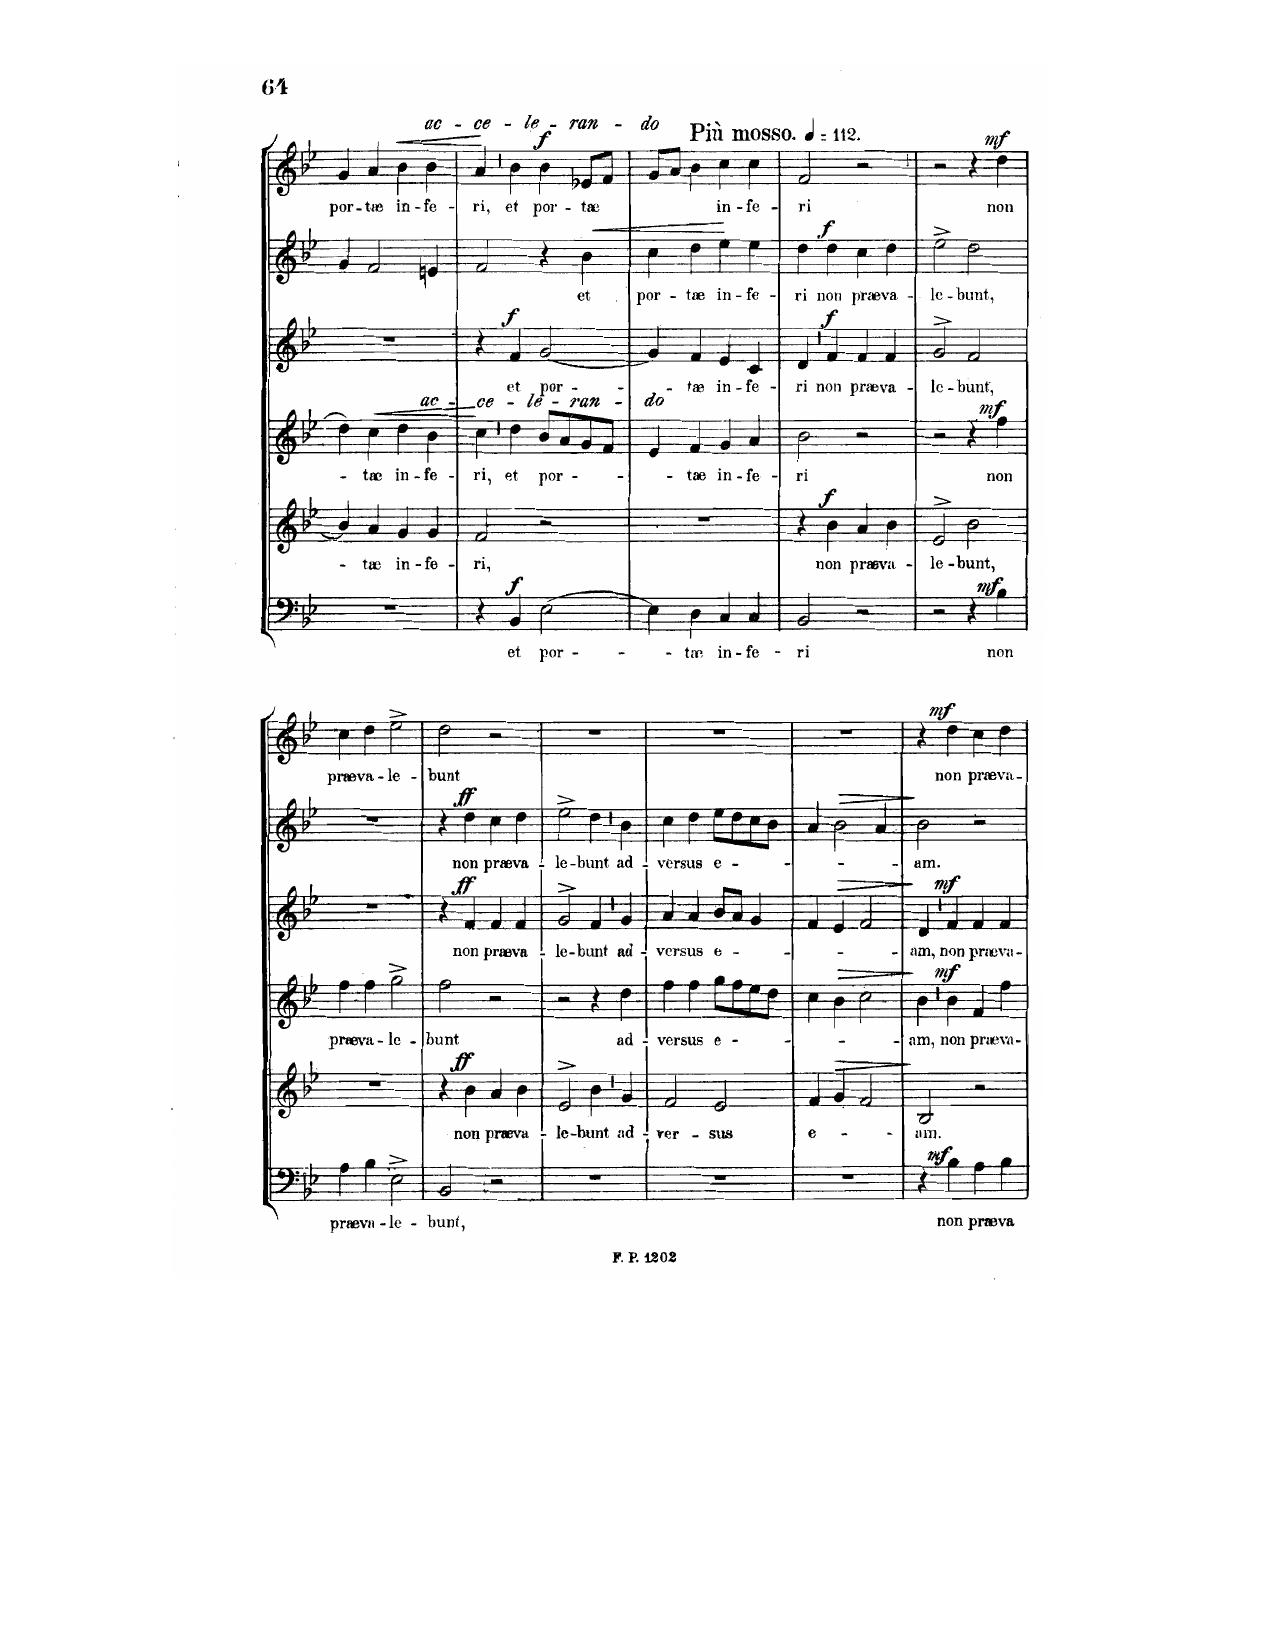 64
ac - ce - le - ran - do
Più mosso. ♩ = 112.
f mf
por-tæ in-fe - ri, et por - tæ in-fe - ri non
f
et por - tæ in-fe - ri non præva - le-bunt,
f f
et por - - - tæ in-fe - ri non præva - le-bunt,
ac - ce - le - ran - do
mf
- tæ in-fe - ri, et por - - - tæ in-fe - ri non
f
- tæ in-fe - ri, non præva - le-bunt,
f mf
et por - - - tæ in-fe - ri non
mf
præva-le - bunt non præva-
ff
non præva - le-bunt ad - versus e - - - - am.
ff mf
non præva - le-bunt ad - versus e - - - - am, non præva-
mf
præva-le - bunt ad - versus e - - - - am, non præva-
ff
non præva - le-bunt ad - ver - sus e - - am.
mf
præva-le - bunt, non præva
F. P. 1202